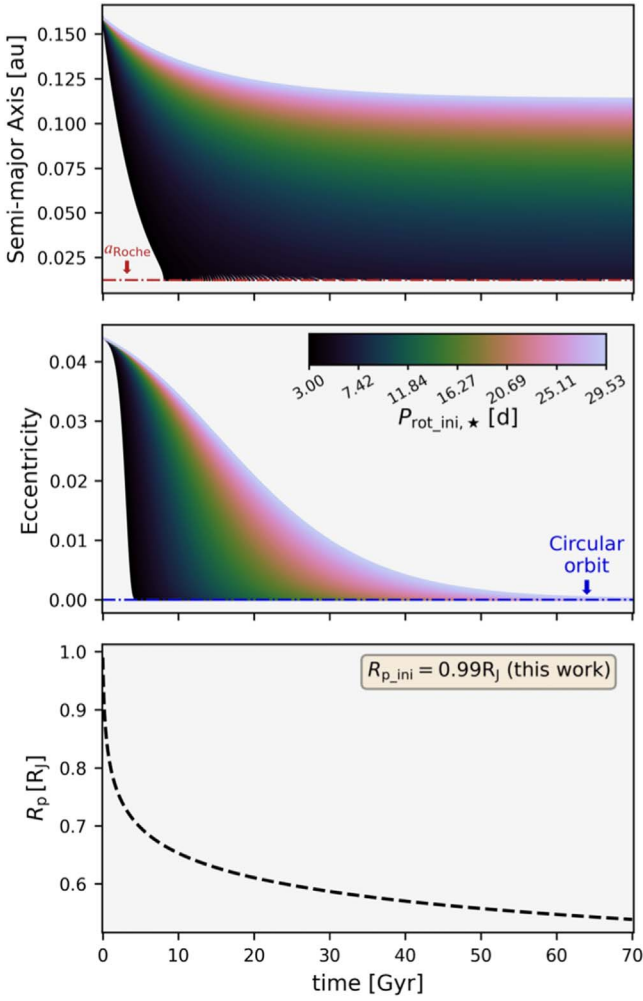 Semi-major Axis [au]
0.150
0.125
0.100
0.075
0.050
0.025
aRoche
Eccentricity
0.04
0.03
0.02
0.01
0.00
3.00 7.42 11.84 16.27 20.69 25.11 29.53
Prot_ini,★ [d]
Circular
orbit
Rp [RJ]
1.0
0.9
0.8
0.7
0.6
Rp_ini = 0.99RJ (this work)
0 10 20 30 40 50 60 70
time [Gyr]